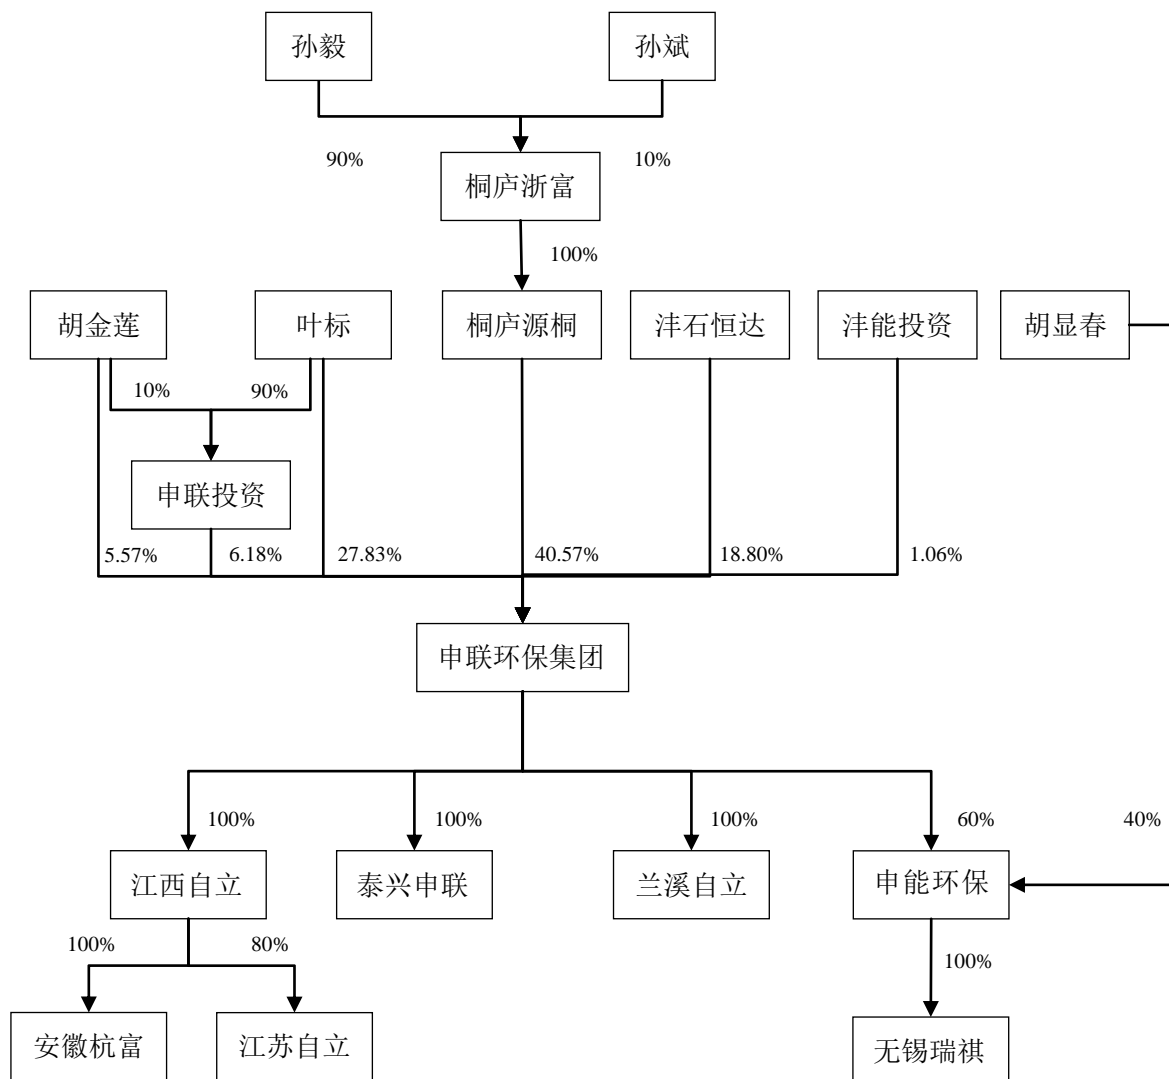 孙毅
孙斌
90%
10%
桐庐浙富
100%
胡金莲
叶标
桐庐源桐
沣石恒达
沣能投资
胡显春
10%
90%
申联投资
5.57%
6.18%
27.83%
40.57%
18.80%
1.06%
申联环保集团
100%
100%
100%
60%
40%
江西自立
泰兴申联
兰溪自立
申能环保
100%
80%
100%
安徽杭富
江苏自立
无锡瑞祺